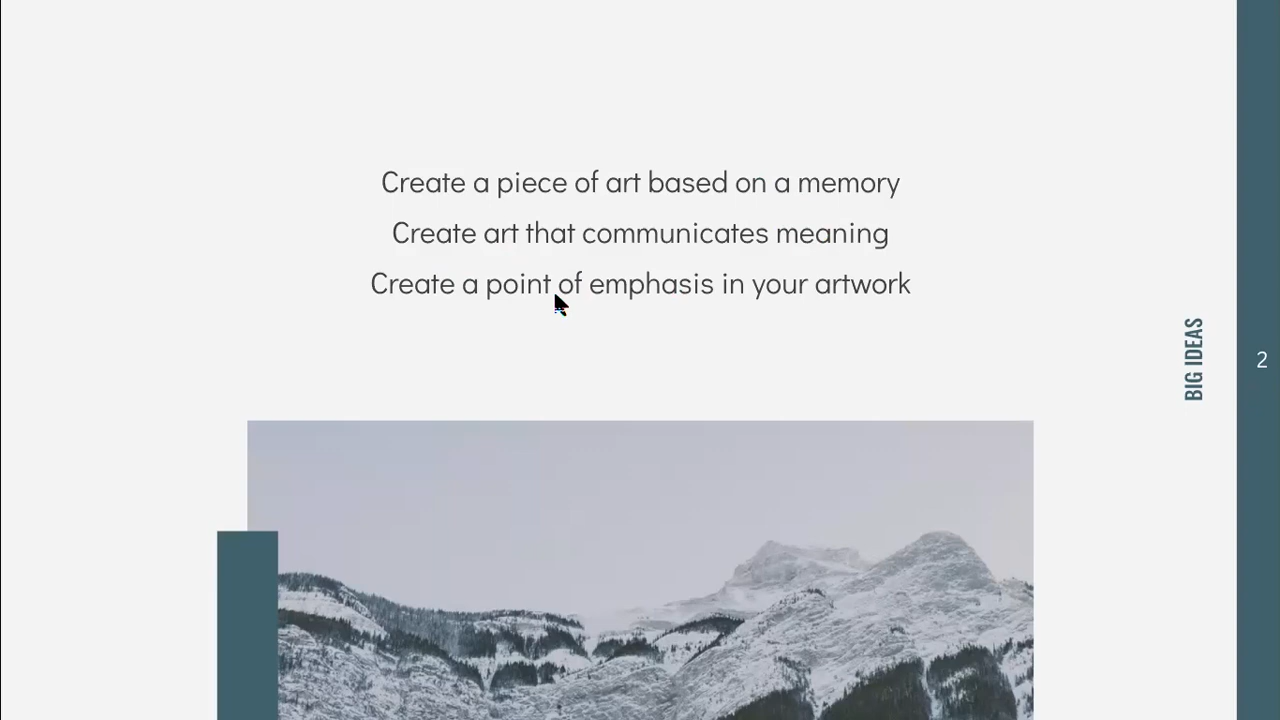 Create a piece of art based on a memory
Create art that communicates meaning
Create a point of emphasis in your artwork
BIG IDEAS
2